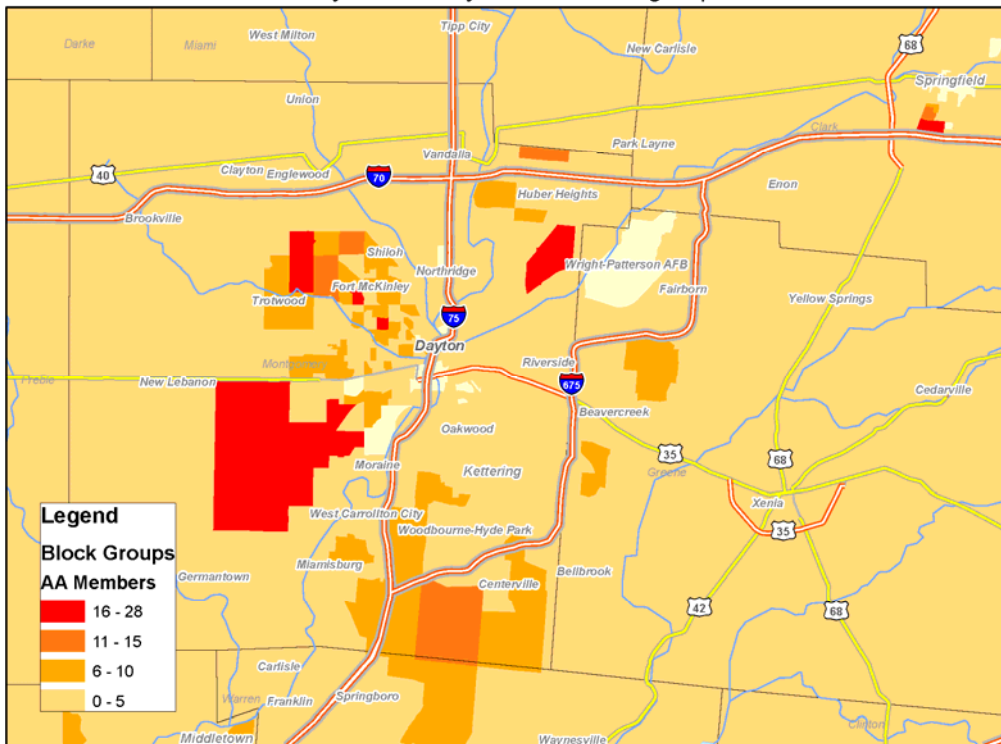 Darke
Miami
West Milton
Tipp City
New Carlisle
68
Springfield
Union
Clark
Vandalia
Park Layne
40
Clayton
Englewood
70
Enon
Huber Heights
Brookville
Shiloh
Northridge
Wright-Patterson AFB
Fort McKinley
Fairborn
Trotwood
Yellow Springs
75
Dayton
Montgomery
Riverside
Preble
New Lebanon
675
Cedarville
Beavercreek
Oakwood
35
68
Moraine
Kettering
Greene
Xenia
West Carrollton City
Woodbourne-Hyde Park
35
Miamisburg
Bellbrook
Germantown
Centerville
42
68
Carlisle
Warren
Franklin
Springboro
Clinton
Middletown
Waynesville
Legend
Block Groups
AA Members
16 - 28
11 - 15
6 - 10
0 - 5